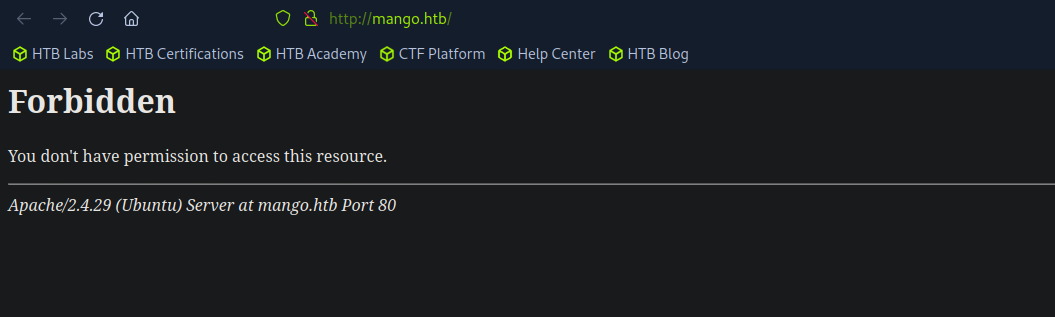 http://mango.htb/
HTB Labs HTB Certifications HTB Academy CTF Platform Help Center HTB Blog
Forbidden
You don't have permission to access this resource.
Apache/2.4.29 (Ubuntu) Server at mango.htb Port 80